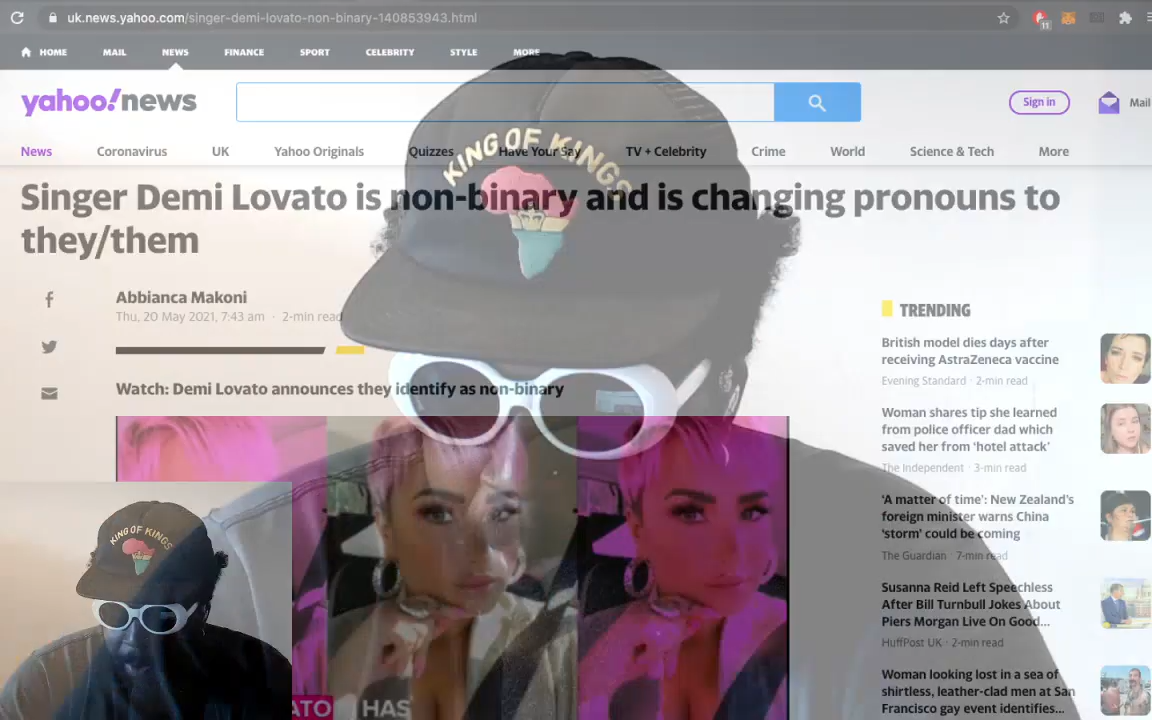 uk.news.yahoo.com/singer-demi-lovato-non-binary-140853943.html
11
HOME MAIL NEWS FINANCE SPORT CELEBRITY STYLE MORE
yahoo!news
Sign in
Mail
News Coronavirus UK Yahoo Originals Quizzes Have Your Say TV + Celebrity Crime World Science & Tech More
KING OF KINGS
Singer Demi Lovato is non-binary and is changing pronouns to
they/them
Abbianca Makoni
Thu, 20 May 2021, 7:43 am · 2-min read
Watch: Demi Lovato announces they identify as non-binary
TRENDING
British model dies days after
receiving AstraZeneca vaccine
Evening Standard · 2-min read
Woman shares tip she learned
from police officer dad which
saved her from ‘hotel attack’
The Independent · 3-min read
‘A matter of time’: New Zealand’s
foreign minister warns China
‘storm’ could be coming
The Guardian · 7-min read
Susanna Reid Left Speechless
After Bill Turnbull Jokes About
Piers Morgan Live On Good...
HuffPost UK · 2-min read
Woman looking lost in a sea of
shirtless, leather-clad men at San
Francisco gay event identifies...
KING OF KINGS
ATO HAS